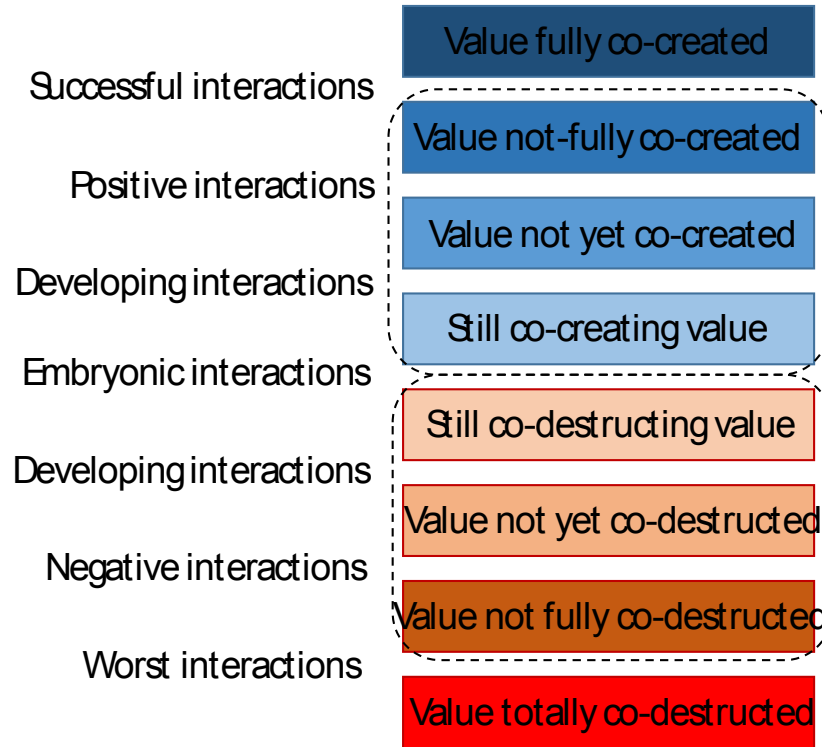 Value fully co-created
Successful interactions
Value not-fully co-created
Positive interactions
Value not yet co-created
Developing interactions
Still co-creating value
Embryonic interactions
Still co-destructing value
Developing interactions
Value not yet co-destructed
Negative interactions
Value not fully co-destructed
Worst interactions
Value totally co-destructed